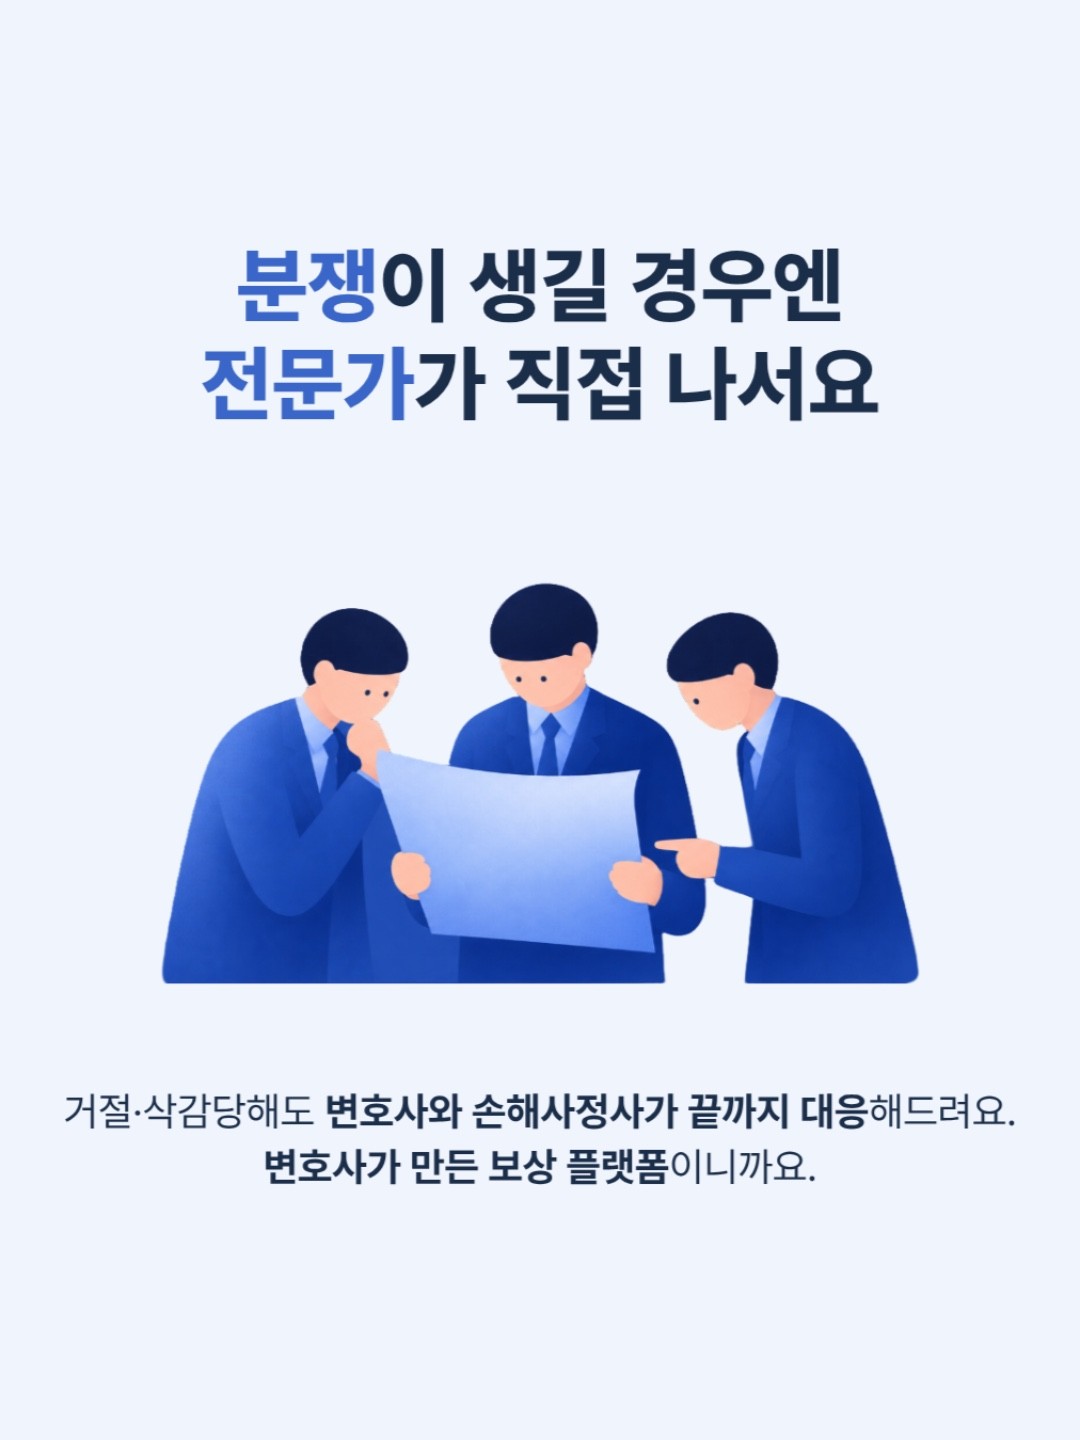 분쟁이 생길 경우엔
전문가가 직접 나서요
거절·삭감당해도 변호사와 손해사정사가 끝까지 대응해드려요.
변호사가 만든 보상 플랫폼이니까요.